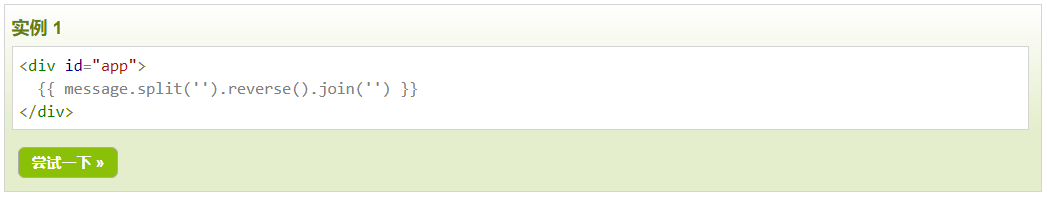 实例 1
<div id="app">
  {{ message.split('').reverse().join('') }}
</div>
尝试一下 »